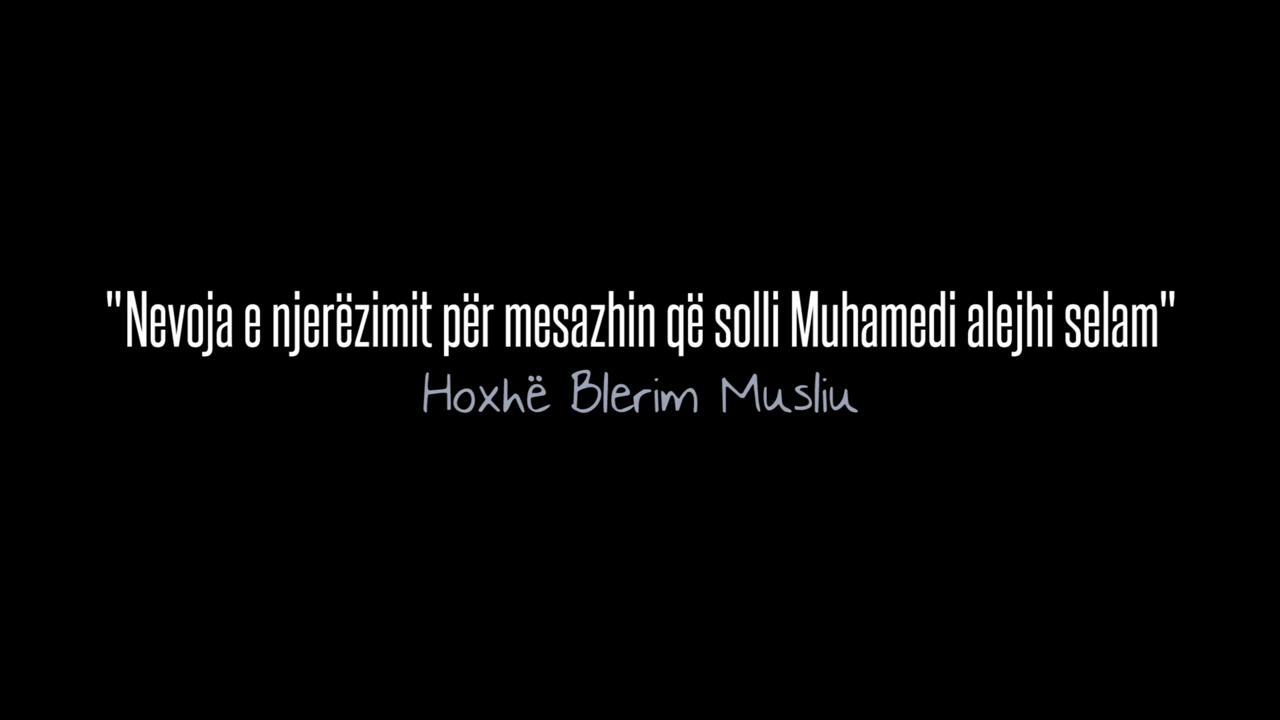 "Nevoja e njerëzimit për mesazhin që solli Muhamedi alejhi selam"
Hoxhë Blerim Musliu